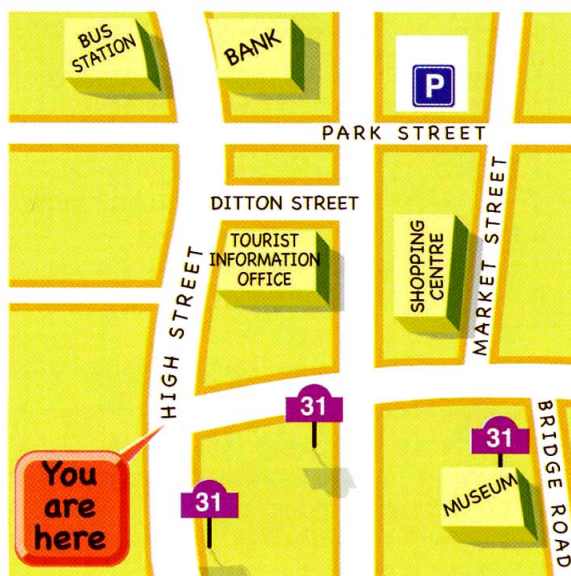 BUS
STATION
BANK
P
PARK STREET
DITTON STREET
TOURIST
INFORMATION
OFFICE
SHOPPING
CENTRE
MARKET STREET
HIGH STREET
31
31
31
BRIDGE ROAD
MUSEUM
You
are
here